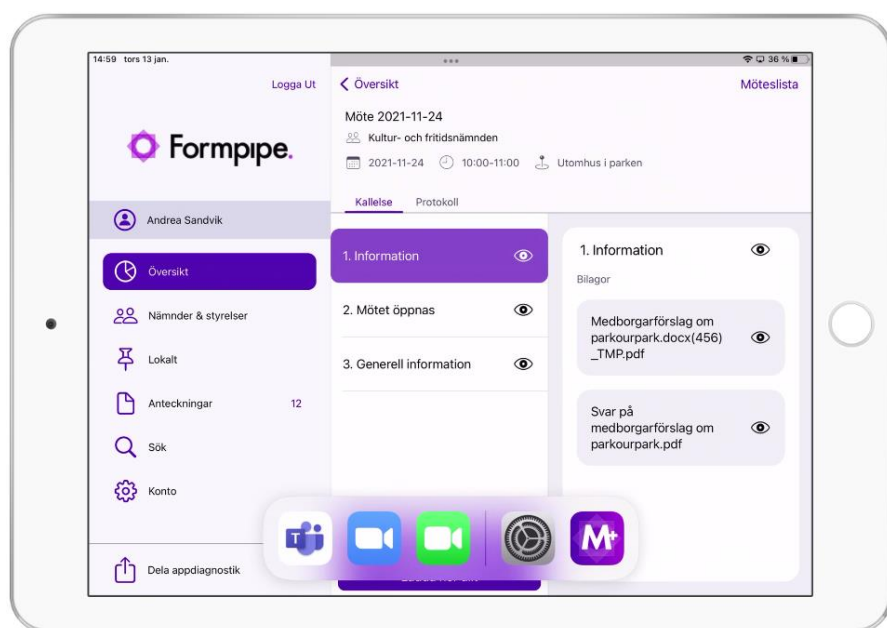 14:59 tors 13 jan.
36 %
Logga Ut
Formpipe.
Andrea Sandvik
Översikt
Nämnder & styrelser
Lokalt
Anteckningar 12
Sök
Konto
Dela appdiagnostik
Översikt
Möteslista
Möte 2021-11-24
Kultur- och fritidsnämnden
2021-11-24 10:00-11:00 Utomhus i parken
Kallelse Protokoll
1. Information
2. Mötet öppnas
3. Generell information
1. Information
Bilagor
Medborgarförslag om
parkourpark.docx(456)
_TMP.pdf
Svar på
medborgarförslag om
parkourpark.pdf
T
M+